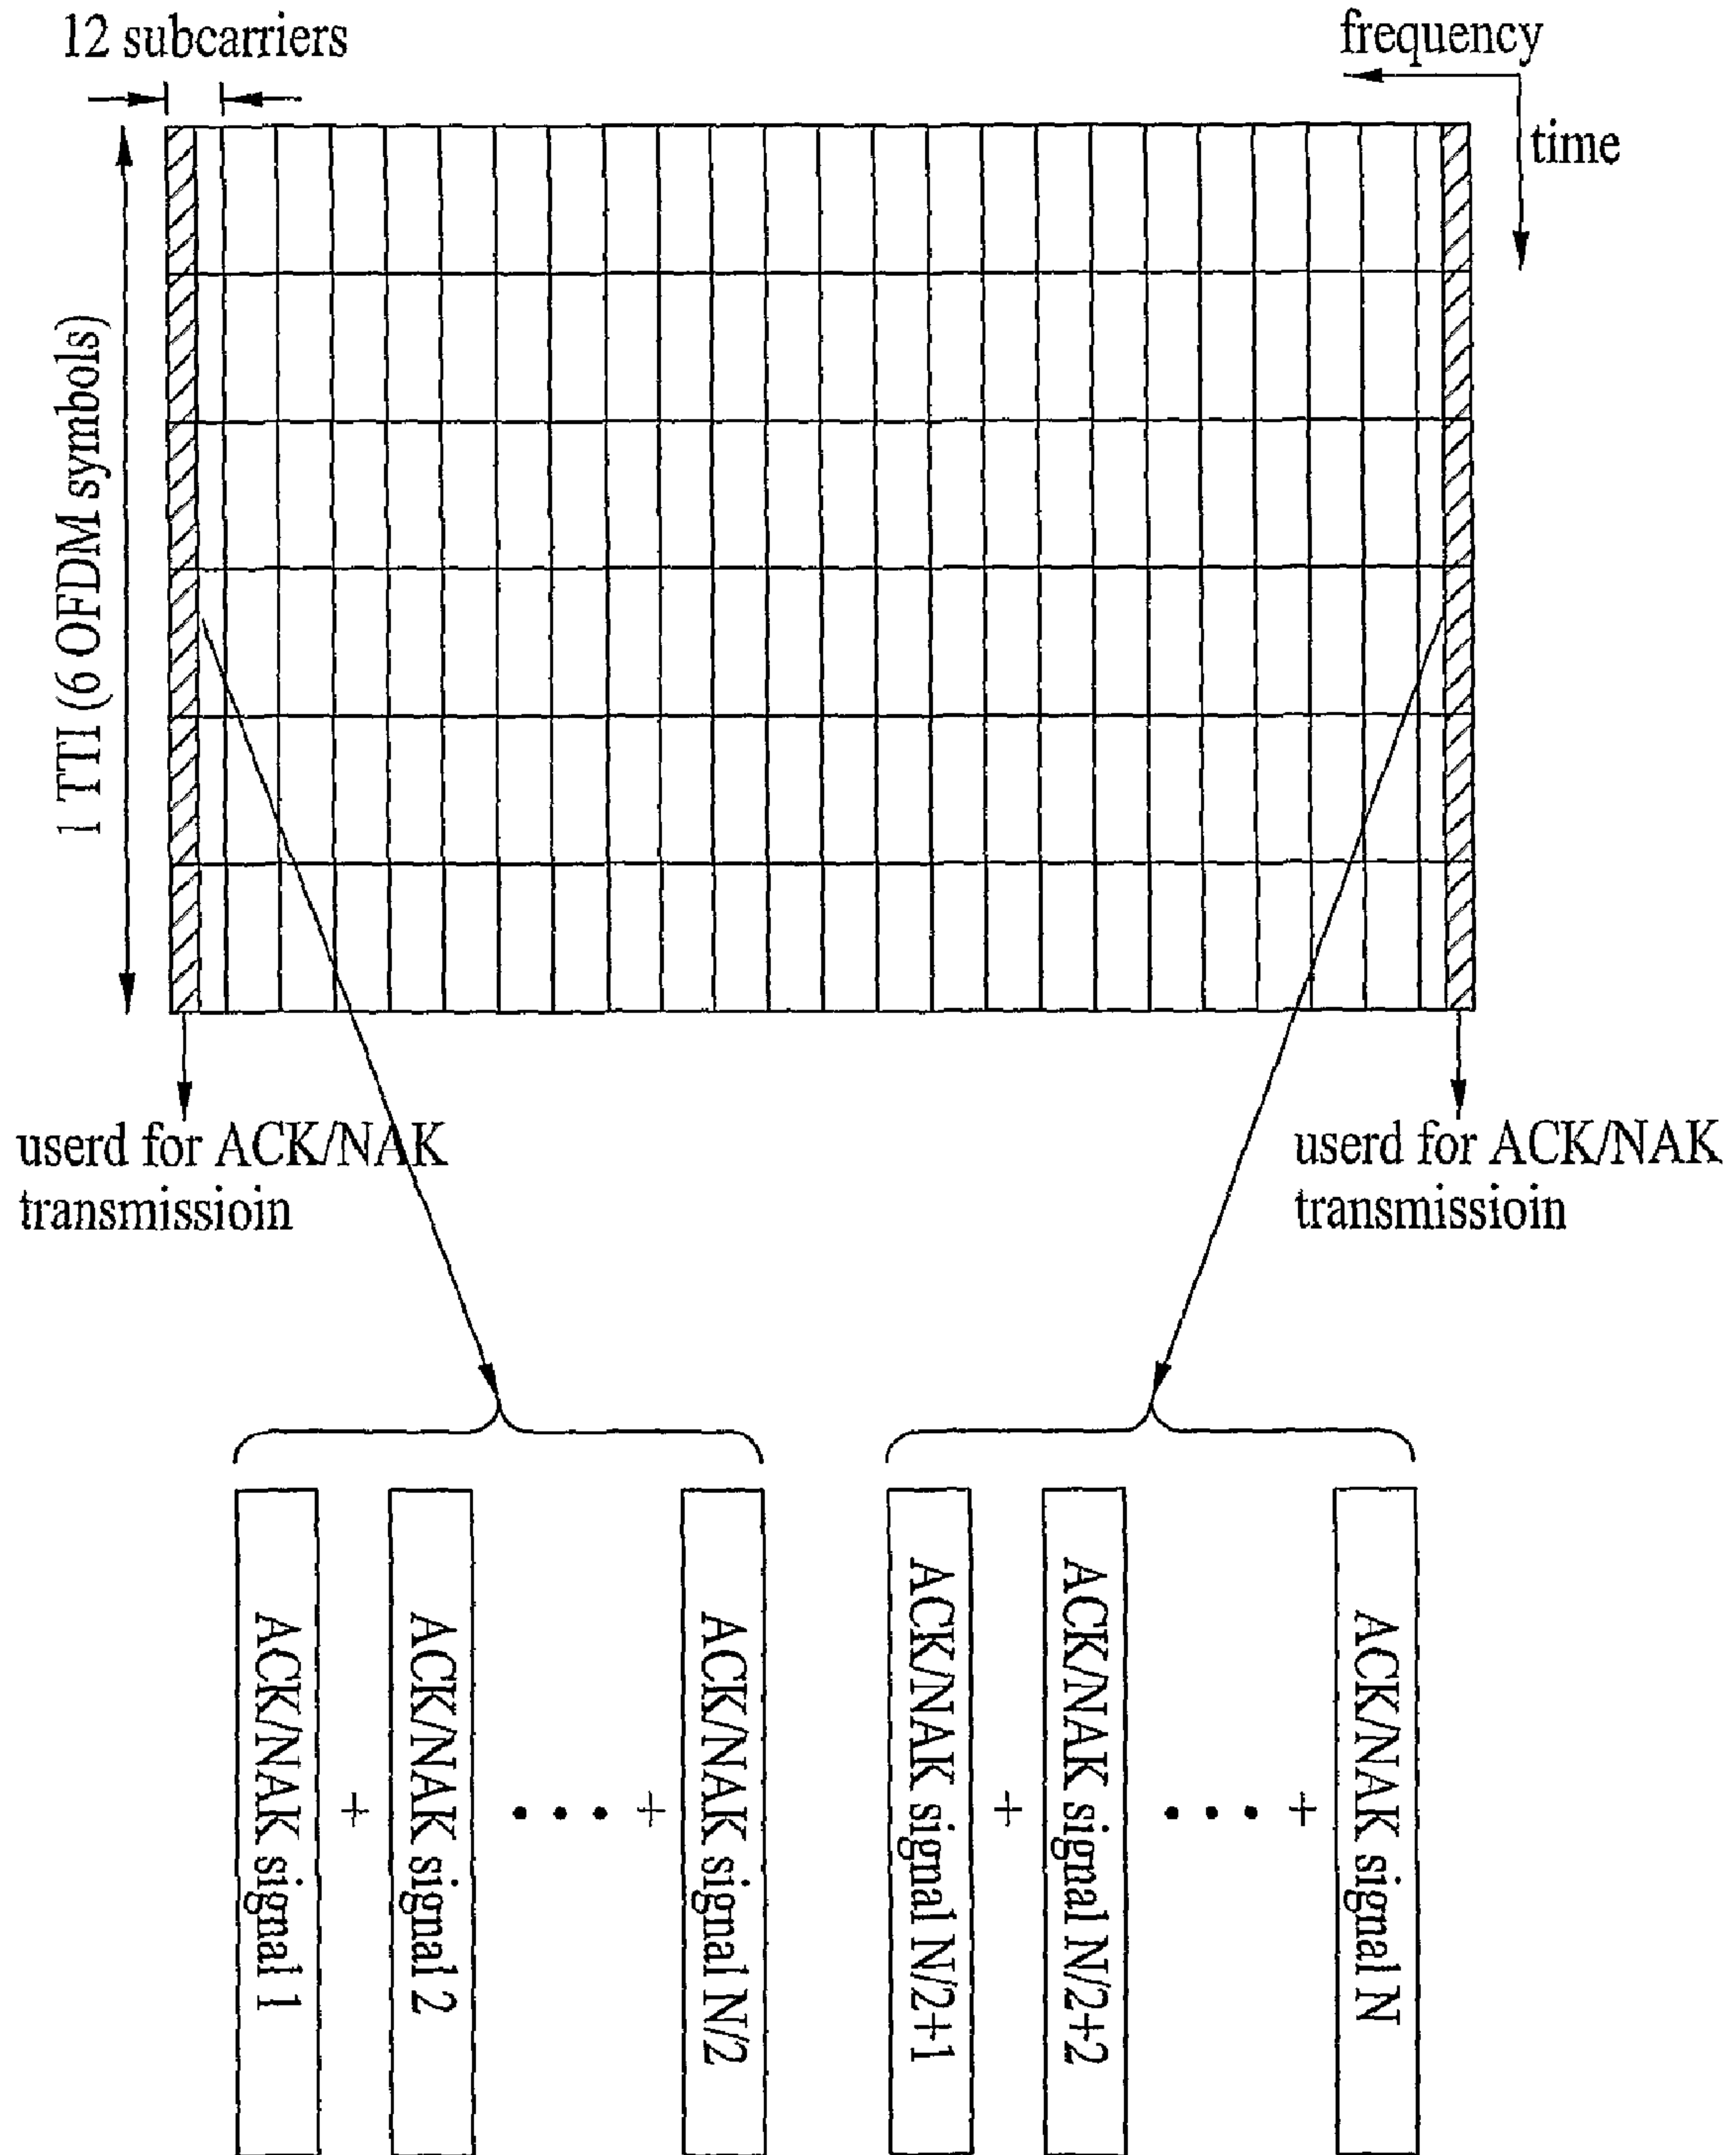 12 subcarriers
frequency
time
1 TTI (6 OFDM symbols)
userd for ACK/NAK
transmissioin
userd for ACK/NAK
transmissioin
ACK/NAK signal 1
+
ACK/NAK signal 2
• • •
+
ACK/NAK signal N/2
ACK/NAK signal N/2+1
+
ACK/NAK signal N/2+2
• • •
+
ACK/NAK signal N